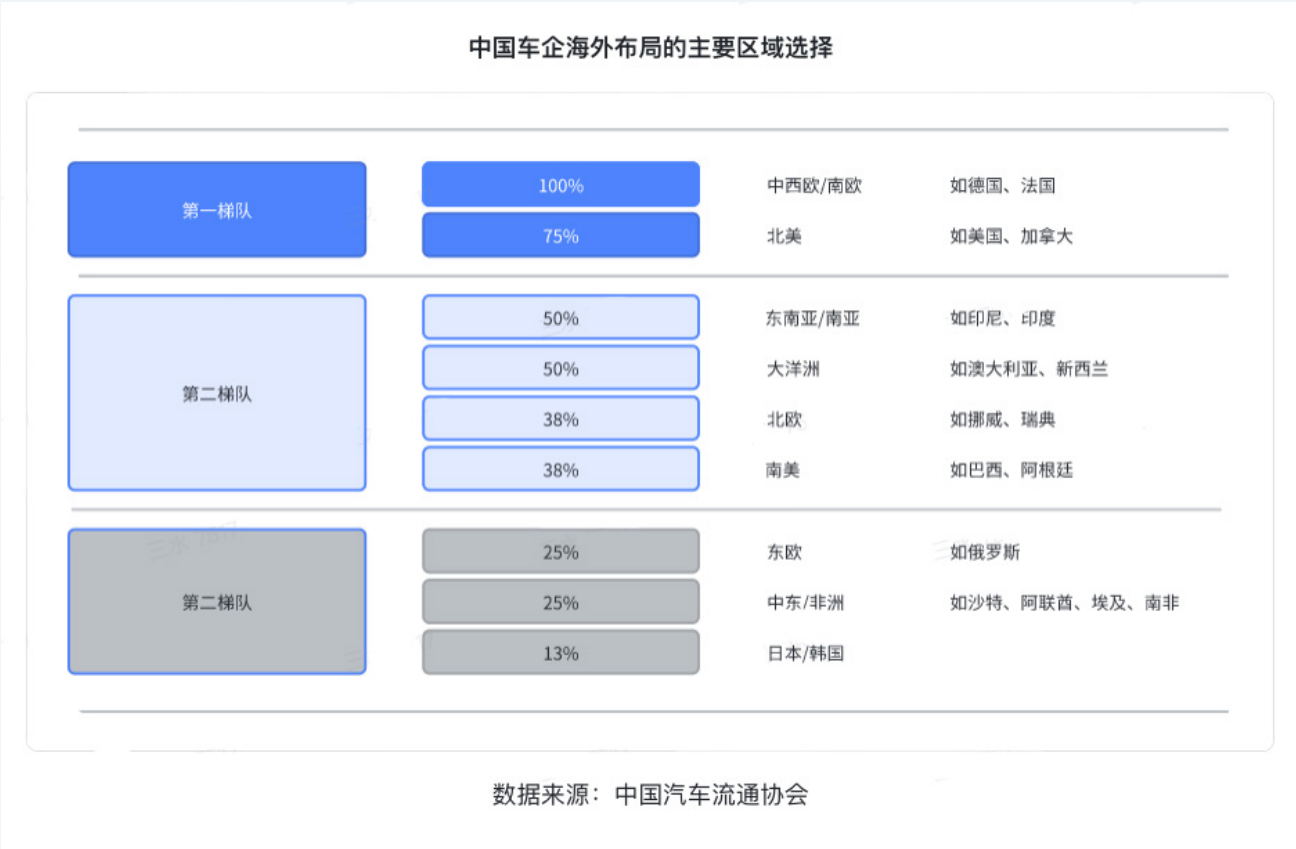 中国车企海外布局的主要区域选择
第一梯队
100% 中西欧/南欧 如德国、法国
75% 北美 如美国、加拿大
第二梯队
50% 东南亚/南亚 如印尼、印度
50% 大洋洲 如澳大利亚、新西兰
38% 北欧 如挪威、瑞典
38% 南美 如巴西、阿根廷
第二梯队
25% 东欧 如俄罗斯
25% 中东/非洲 如沙特、阿联酋、埃及、南非
13% 日本/韩国
数据来源：中国汽车流通协会